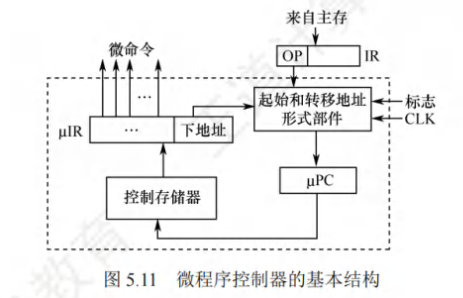 来自主存
微命令
OP
IR
…
μIR
…
下地址
起始和转移地址
形式部件
标志
CLK
控制存储器
μPC
图 5.11 微程序控制器的基本结构